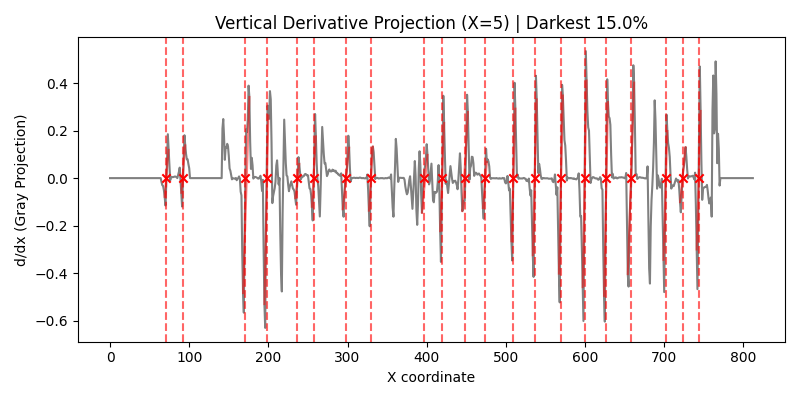 Vertical Derivative Projection (X=5) | Darkest 15.0%
d/dx (Gray Projection)
0.4
0.2
0.0
−0.2
−0.4
−0.6
0 100 200 300 400 500 600 700 800
X coordinate